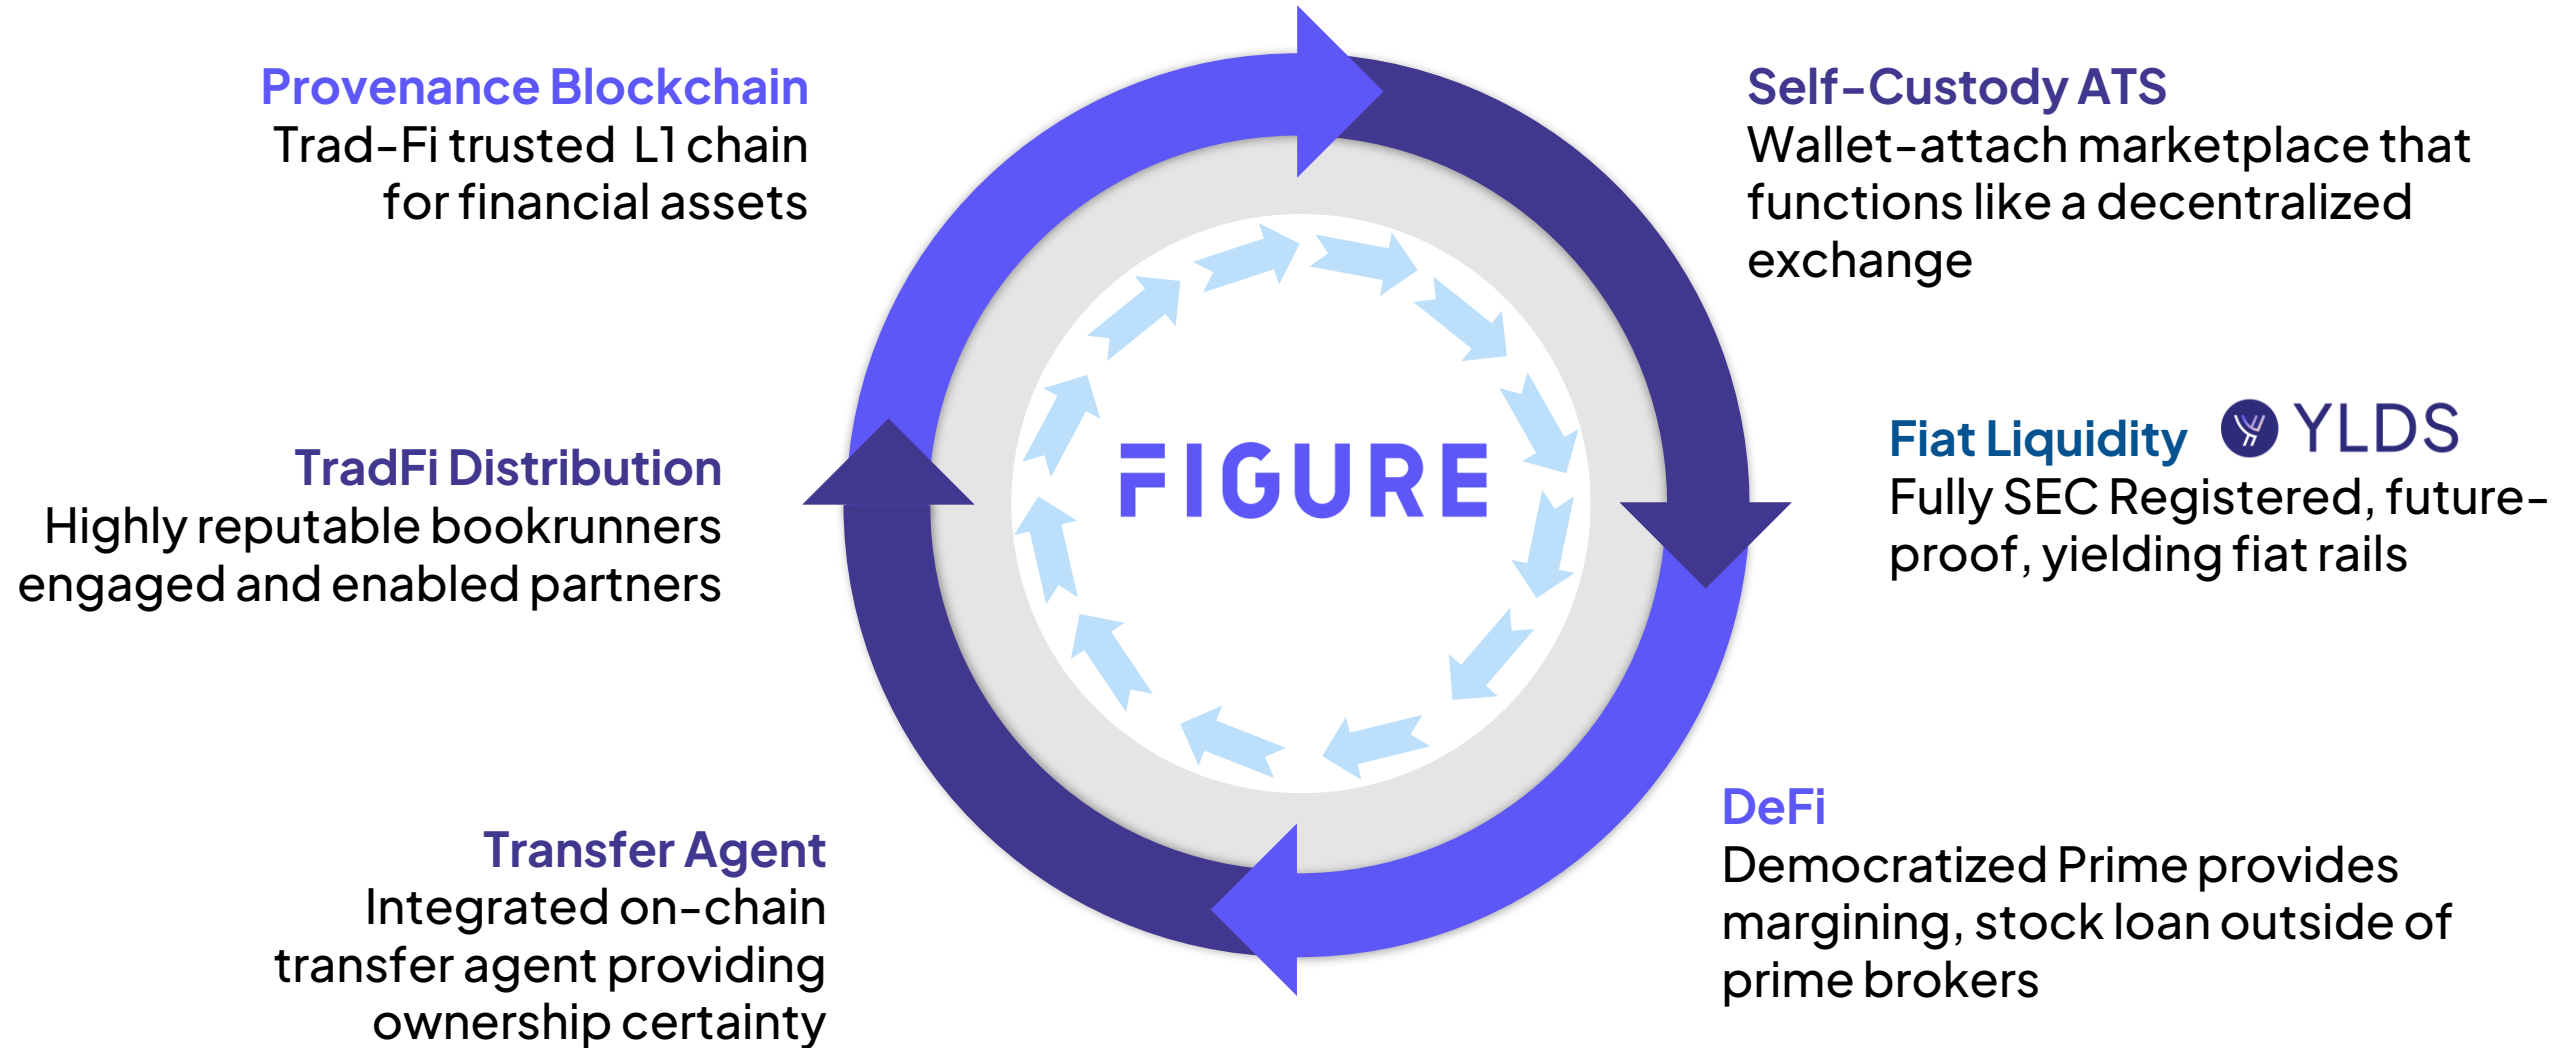 Provenance Blockchain
Trad-Fi trusted L1 chain
for financial assets
Self-Custody ATS
Wallet-attach marketplace that
functions like a decentralized
exchange
TradFi Distribution
Highly reputable bookrunners
engaged and enabled partners
FIGURE
Fiat Liquidity YLDS
Fully SEC Registered, future-
proof, yielding fiat rails
Transfer Agent
Integrated on-chain
transfer agent providing
ownership certainty
DeFi
Democratized Prime provides
margining, stock loan outside of
prime brokers